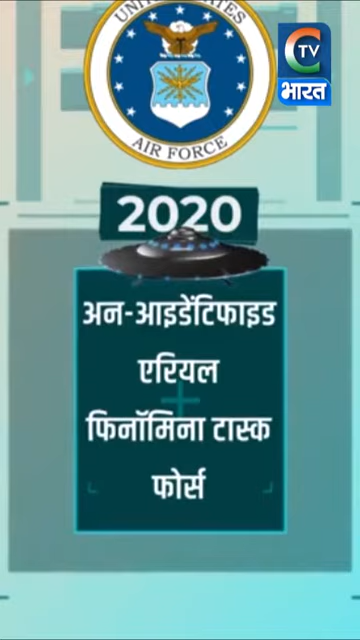 UNITED STATES
AIR FORCE
C TV
भारत
2020
अन-आइडेंटिफाइड
एरियल
फिनॉमिना टास्क
फोर्स